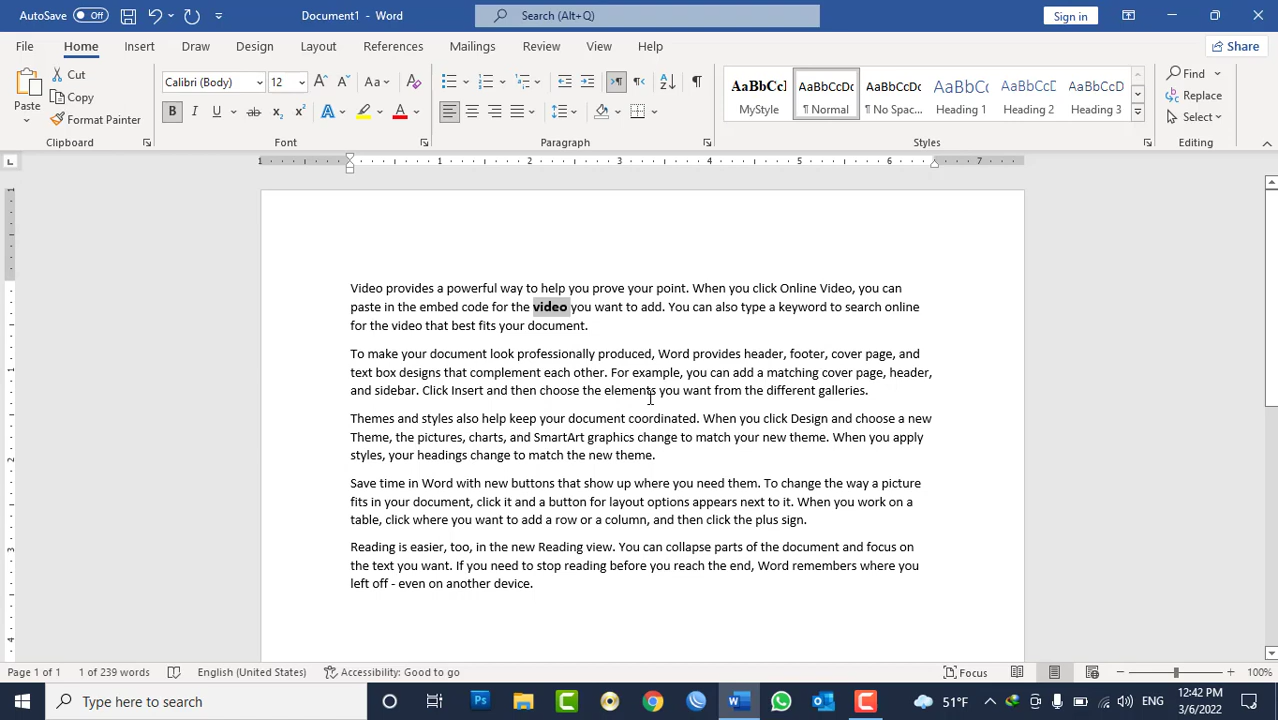 AutoSave Off Document1 - Word Search (Alt+Q) Sign in
File Home Insert Draw Design Layout References Mailings Review View Help Share
Paste Cut Copy Format Painter
Calibri (Body) 12 Aa
B I U ab x₂ x² A A
AaBbCcI AaBbCcDc AaBbCcDc AaBbCc AaBbCcD AaBbCcDc
MyStyle ¶ Normal ¶ No Spac... Heading 1 Heading 2 Heading 3
Find
Replace
Select
Clipboard Font Paragraph Styles Editing
1 1 2 3 4 5 6 7
Video provides a powerful way to help you prove your point. When you click Online Video, you can
paste in the embed code for the video you want to add. You can also type a keyword to search online
for the video that best fits your document.
To make your document look professionally produced, Word provides header, footer, cover page, and
text box designs that complement each other. For example, you can add a matching cover page, header,
and sidebar. Click Insert and then choose the elements you want from the different galleries.
Themes and styles also help keep your document coordinated. When you click Design and choose a new
Theme, the pictures, charts, and SmartArt graphics change to match your new theme. When you apply
styles, your headings change to match the new theme.
Save time in Word with new buttons that show up where you need them. To change the way a picture
fits in your document, click it and a button for layout options appears next to it. When you work on a
table, click where you want to add a row or a column, and then click the plus sign.
Reading is easier, too, in the new Reading view. You can collapse parts of the document and focus on
the text you want. If you need to stop reading before you reach the end, Word remembers where you
left off - even on another device.
Page 1 of 1 1 of 239 words English (United States) Accessibility: Good to go Focus 100%
Type here to search 51°F ENG 12:42 PM
3/6/2022